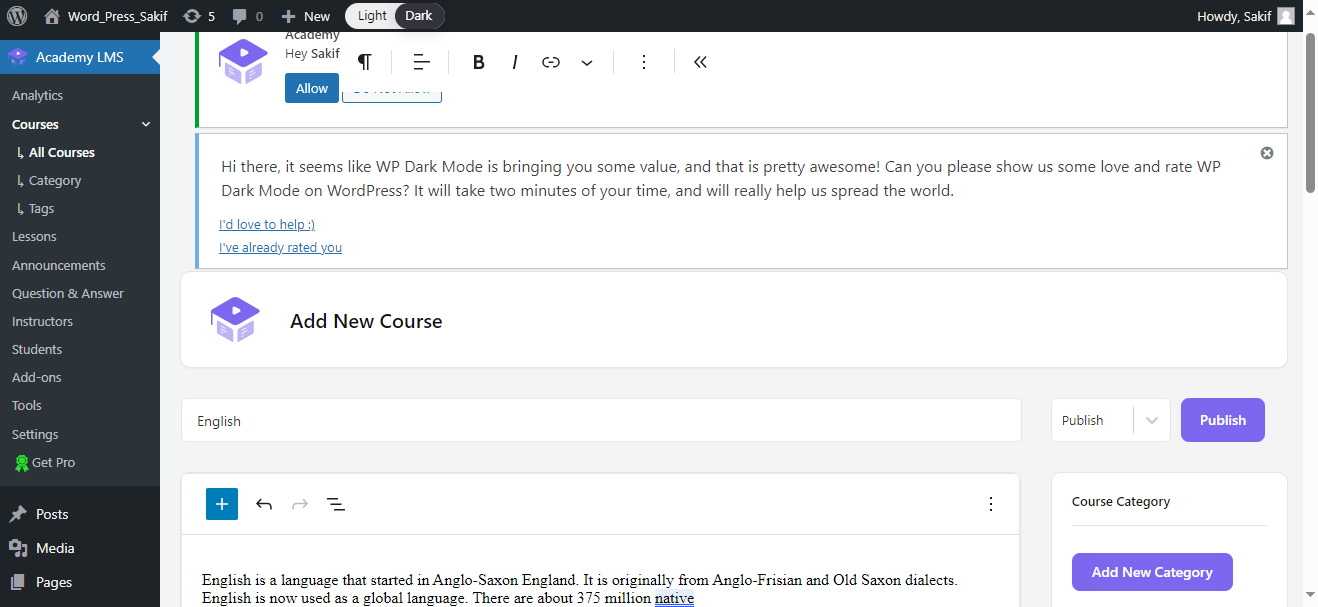 Word_Press_Sakif
5
0
New
Light
Dark
Howdy, Sakif
Academy LMS
Analytics
Courses
All Courses
Category
Tags
Lessons
Announcements
Question & Answer
Instructors
Students
Add-ons
Tools
Settings
Get Pro
Posts
Media
Pages
Academy
Hey Sakif
B
I
Allow
Hi there, it seems like WP Dark Mode is bringing you some value, and that is pretty awesome! Can you please show us some love and rate WP
Dark Mode on WordPress? It will take two minutes of your time, and will really help us spread the world.
I'd love to help :)
I've already rated you
Add New Course
English
Publish
Publish
Course Category
Add New Category
English is a language that started in Anglo-Saxon England. It is originally from Anglo-Frisian and Old Saxon dialects.
English is now used as a global language. There are about 375 million native